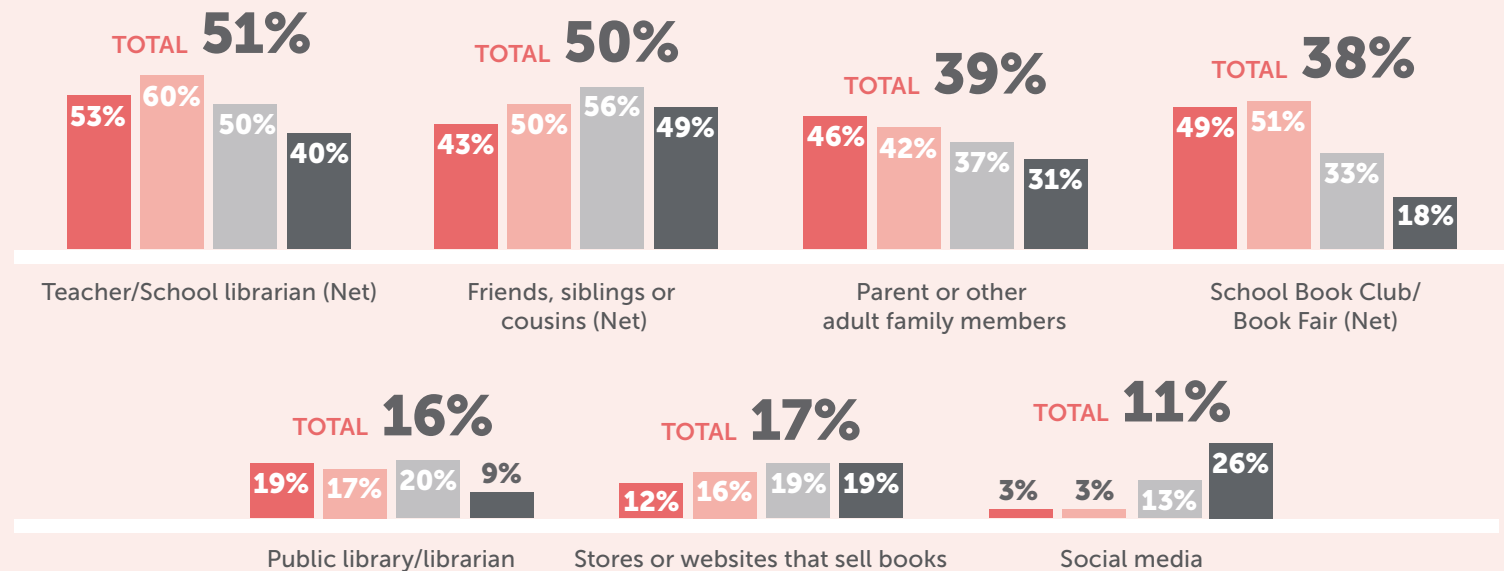 TOTAL 51%
TOTAL 50%
TOTAL 39%
TOTAL 38%
53% 60% 50% 40%
43% 50% 56% 49%
46% 42% 37% 31%
49% 51% 33% 18%
Teacher/School librarian (Net)
Friends, siblings or
cousins (Net)
Parent or other
adult family members
School Book Club/
Book Fair (Net)
TOTAL 16%
TOTAL 17%
TOTAL 11%
19% 17% 20% 9%
12% 16% 19% 19%
3% 3% 13% 26%
Public library/librarian
Stores or websites that sell books
Social media